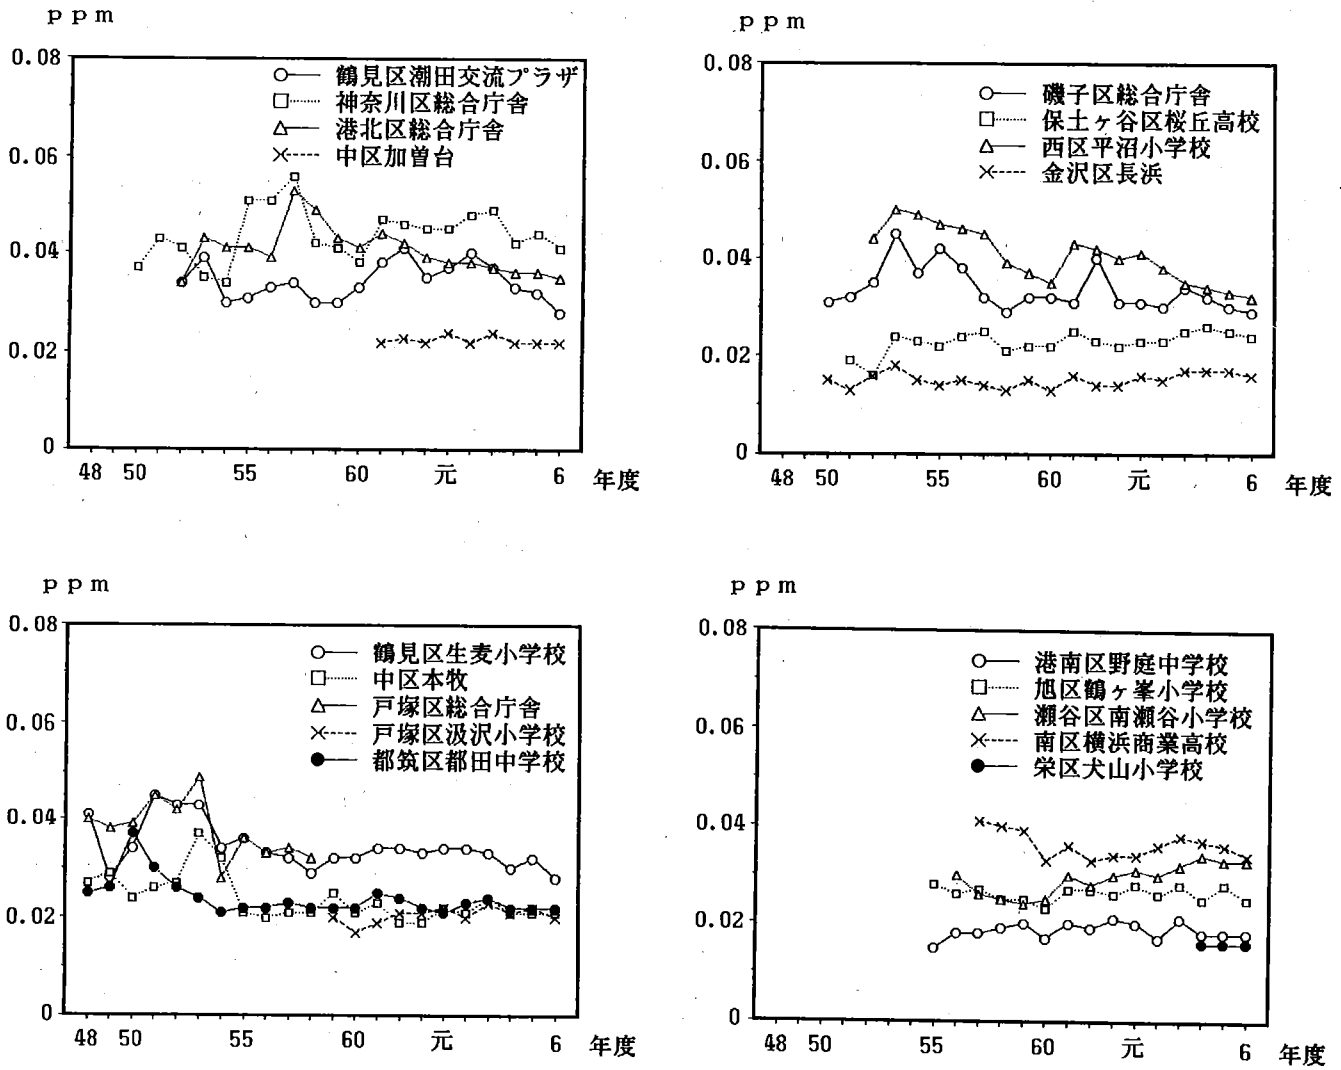 ppm
0.08
0.06
0.04
0.02
0
鶴見区潮田交流プラザ
神奈川区総合庁舎
港北区総合庁舎
中区加曽台
48 50 55 60 元 6 年度
ppm
0.08
0.06
0.04
0.02
0
磯子区総合庁舎
保土ヶ谷区桜丘高校
西区平沼小学校
金沢区長浜
48 50 55 60 元 6 年度
ppm
0.08
0.06
0.04
0.02
0
鶴見区生麦小学校
中区本牧
戸塚区総合庁舎
戸塚区汲沢小学校
都筑区都田中学校
48 50 55 60 元 6 年度
ppm
0.08
0.06
0.04
0.02
0
港南区野庭中学校
旭区鶴ヶ峯小学校
瀬谷区南瀬谷小学校
南区横浜商業高校
栄区犬山小学校
48 50 55 60 元 6 年度